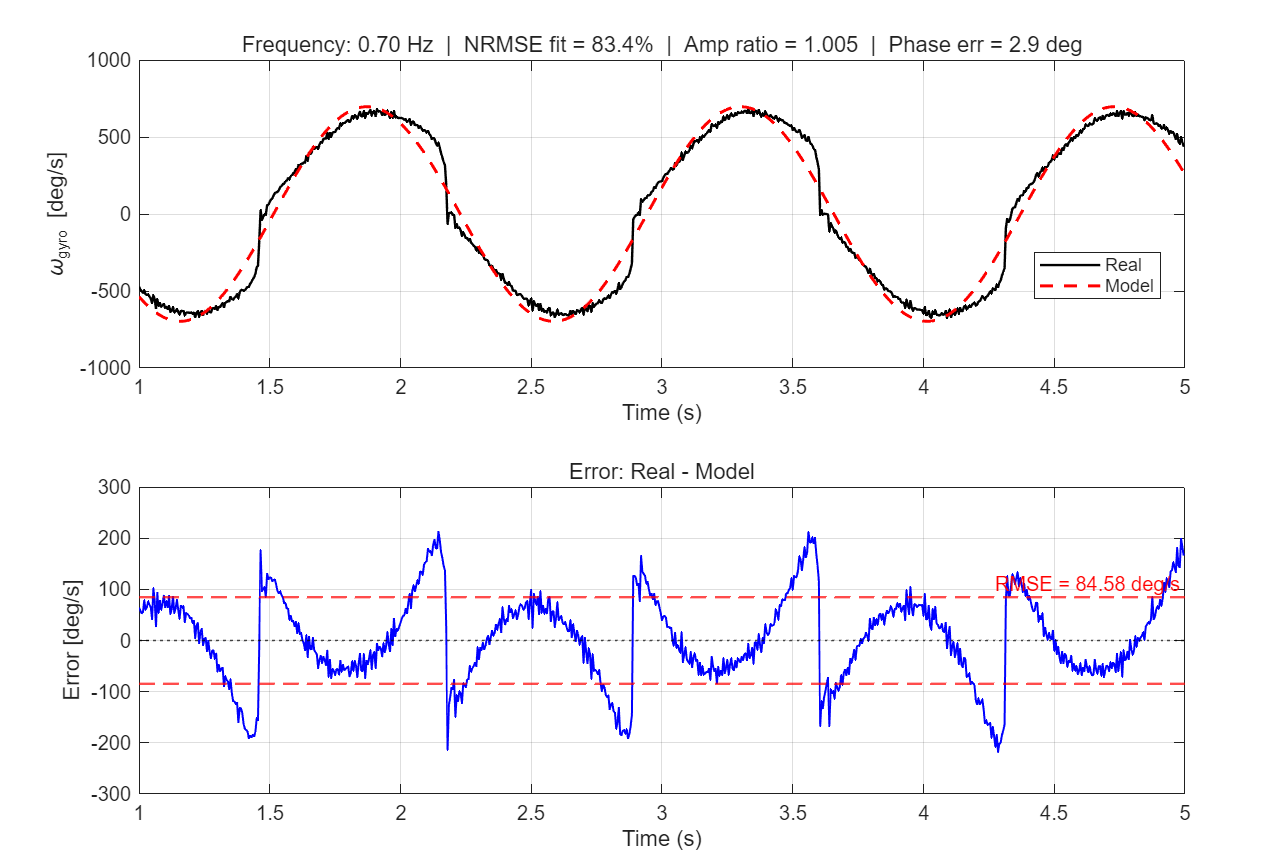 Frequency: 0.70 Hz | NRMSE fit = 83.4% | Amp ratio = 1.005 | Phase err = 2.9 deg
1000
500
0
-500
-1000
ω_gyro [deg/s]
Real
Model
1 1.5 2 2.5 3 3.5 4 4.5 5
Time (s)
Error: Real - Model
300
200
100
0
-100
-200
-300
Error [deg/s]
RMSE = 84.58 deg/s
1 1.5 2 2.5 3 3.5 4 4.5 5
Time (s)